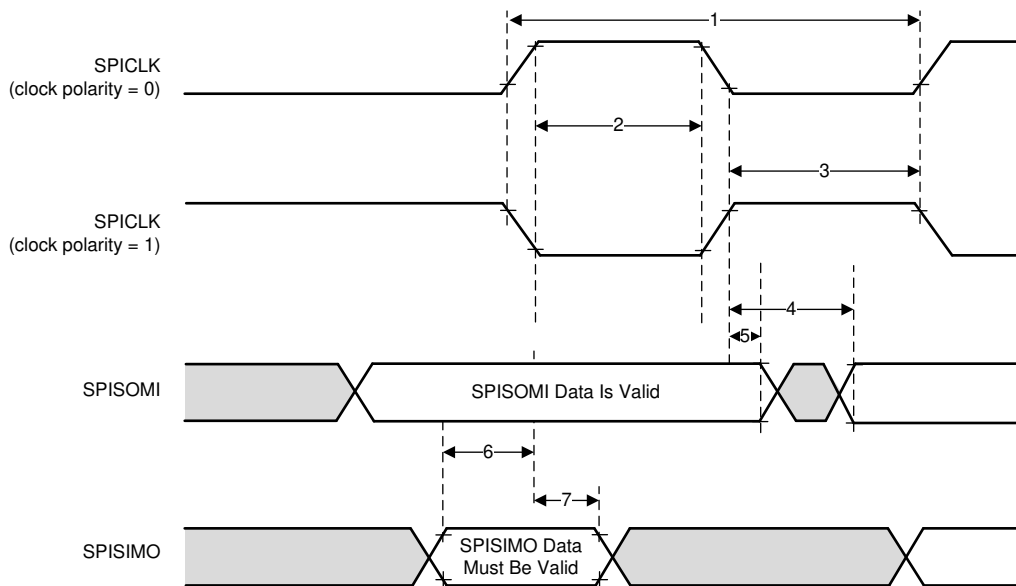 1
SPICLK
(clock polarity = 0)
2
3
SPICLK
(clock polarity = 1)
4
5
SPISOMI
SPISOMI Data Is Valid
6
7
SPISIMO
SPISIMO Data
Must Be Valid